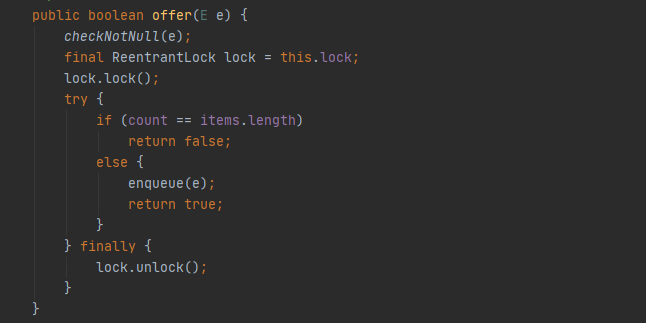 public boolean offer(E e) {
    checkNotNull(e);
    final ReentrantLock lock = this.lock;
    lock.lock();
    try {
        if (count == items.length)
            return false;
        else {
            enqueue(e);
            return true;
        }
    } finally {
        lock.unlock();
    }
}